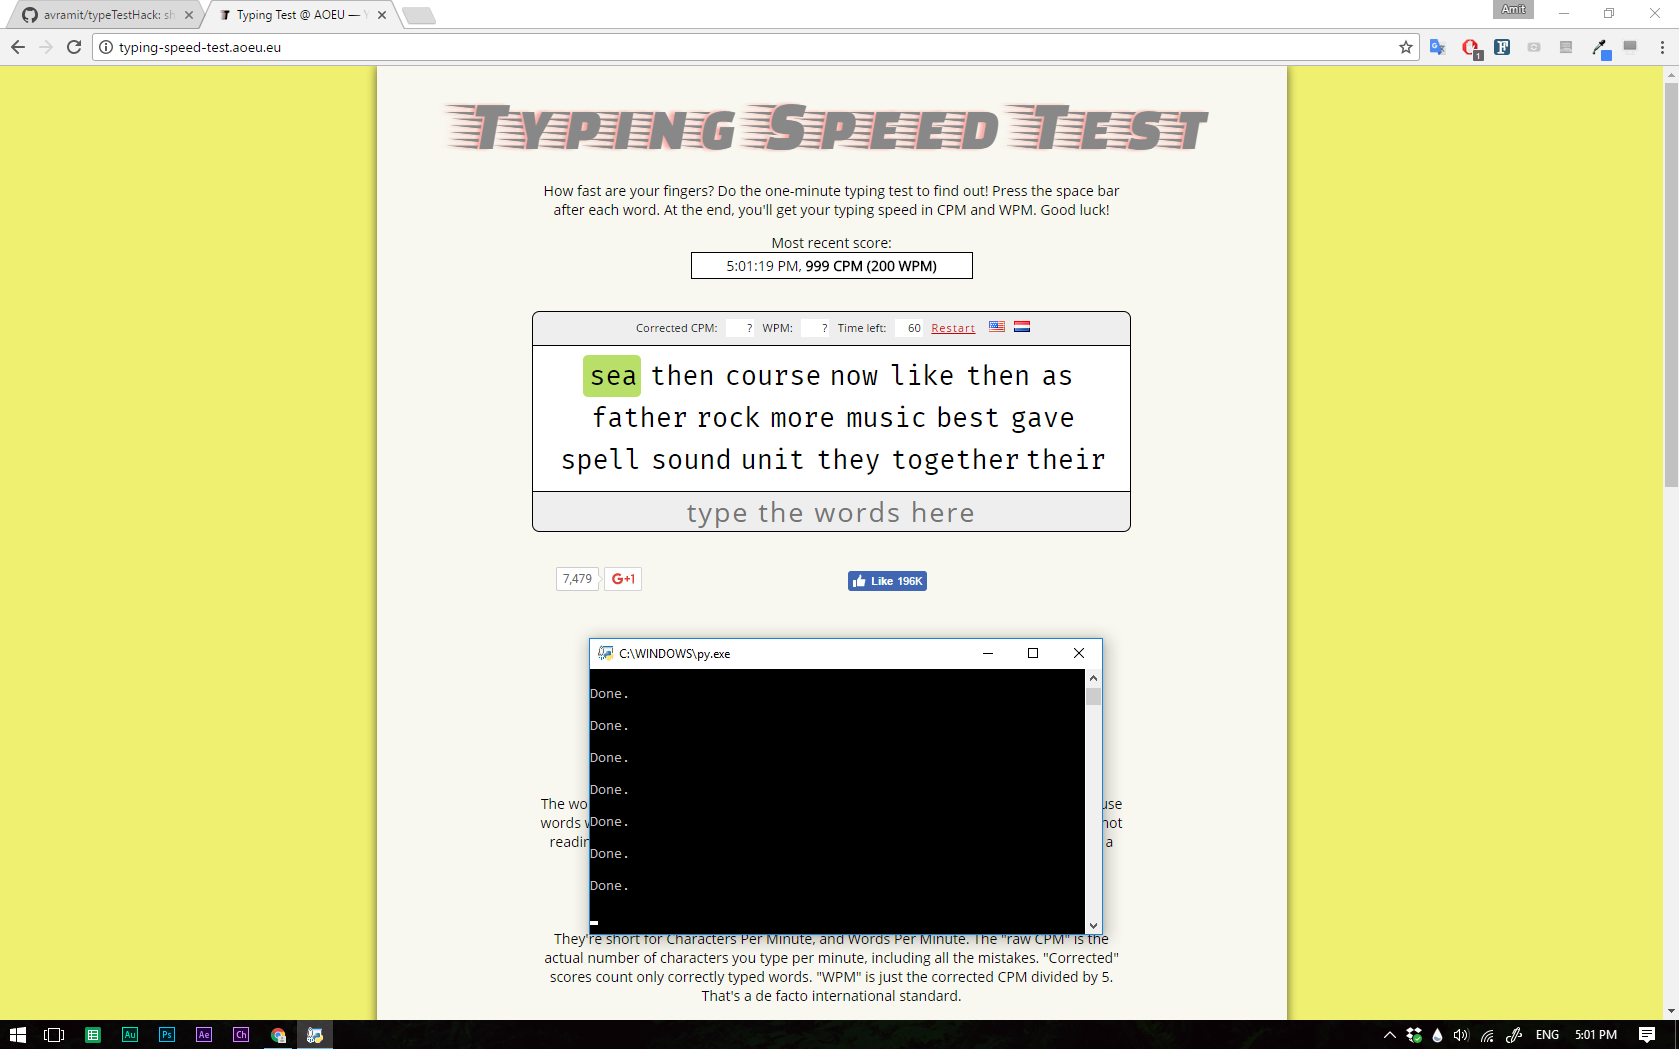 avramit/typeTestHack: sh
Typing Test @ AOEU — Y
Amit
typing-speed-test.aoeu.eu
1
Typing Speed Test
How fast are your fingers? Do the one-minute typing test to find out! Press the space bar
after each word. At the end, you'll get your typing speed in CPM and WPM. Good luck!
Most recent score:
5:01:19 PM, 999 CPM (200 WPM)
Corrected CPM: ? WPM: ? Time left: 60 Restart
sea then course now like then as
father rock more music best gave
spell sound unit they together their
type the words here
7,479 G+1
Like 196K
C:\WINDOWS\py.exe
Done.
Done.
Done.
Done.
Done.
Done.
Done.
The wo use
words w not
readin a
They're short for Characters Per Minute, and Words Per Minute. The "raw CPM" is the
actual number of characters you type per minute, including all the mistakes. "Corrected"
scores count only correctly typed words. "WPM" is just the corrected CPM divided by 5.
That's a de facto international standard.
Au Ps Ae Ch
ENG 5:01 PM